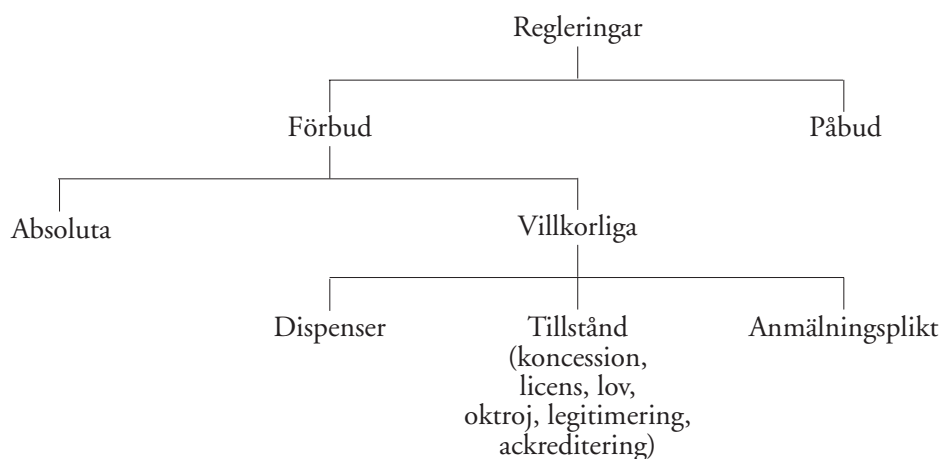 Regleringar
Förbud
Påbud
Absoluta
Villkorliga
Dispenser
Tillstånd
(koncession,
licens, lov,
oktroj, legitimering,
ackreditering)
Anmälningsplikt